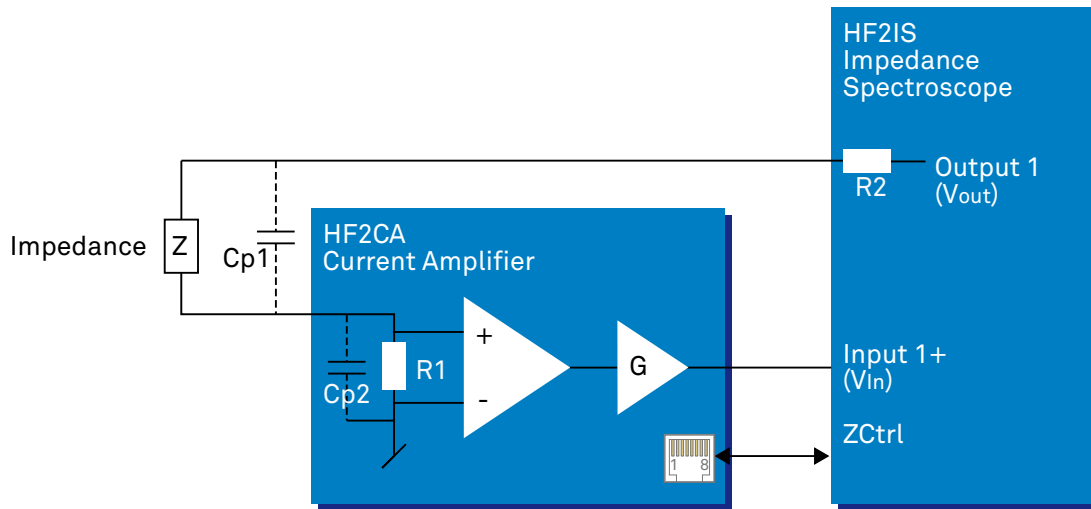 HF2IS
Impedance
Spectroscope
R2
Output 1
(Vout)
Impedance
Z
Cp1
HF2CA
Current Amplifier
+
-
R1
Cp2
G
Input 1+
(VIn)
ZCtrl
1 8